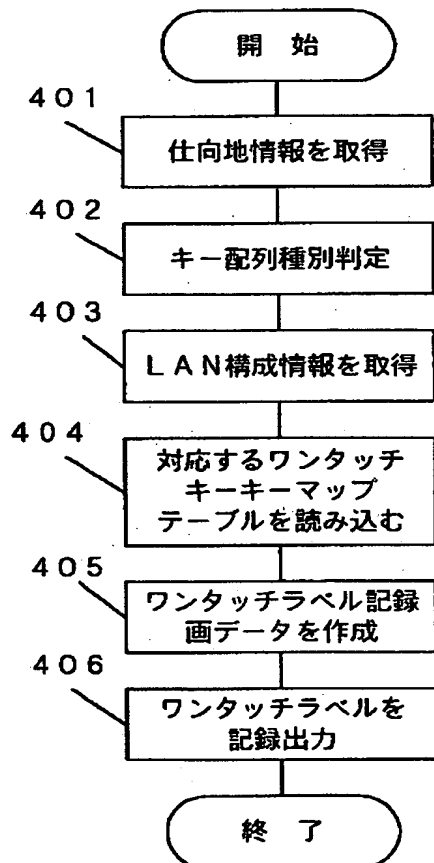 開 始
401
仕向地情報を取得
402
キー配列種別判定
403
LAN構成情報を取得
404
対応するワンタッチ
キーキーマップ
テーブルを読み込む
405
ワンタッチラベル記録
画データを作成
406
ワンタッチラベルを
記録出力
終 了